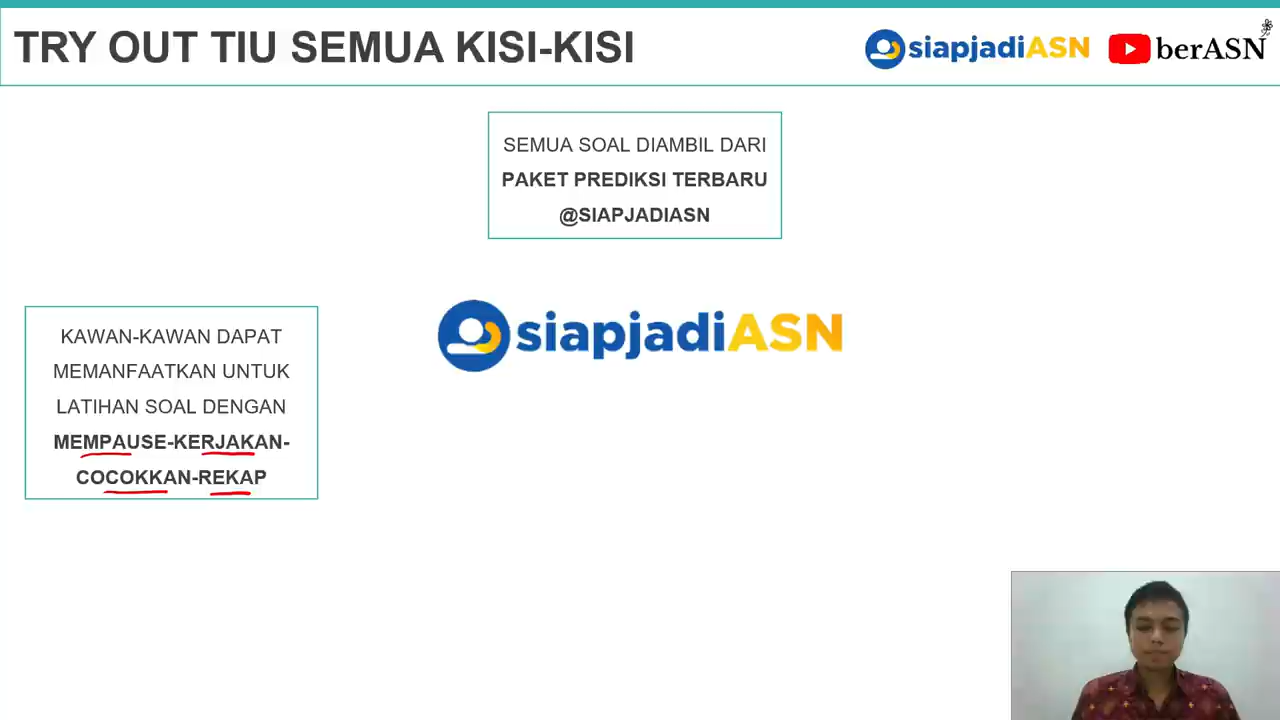 TRY OUT TIU SEMUA KISI-KISI
siapjadiASN
berASN
SEMUA SOAL DIAMBIL DARI
PAKET PREDIKSI TERBARU
@SIAPJADIASN
siapjadiASN
KAWAN-KAWAN DAPAT
MEMANFAATKAN UNTUK
LATIHAN SOAL DENGAN
MEMPAUSE-KERJAKAN-
COCOKKAN-REKAP